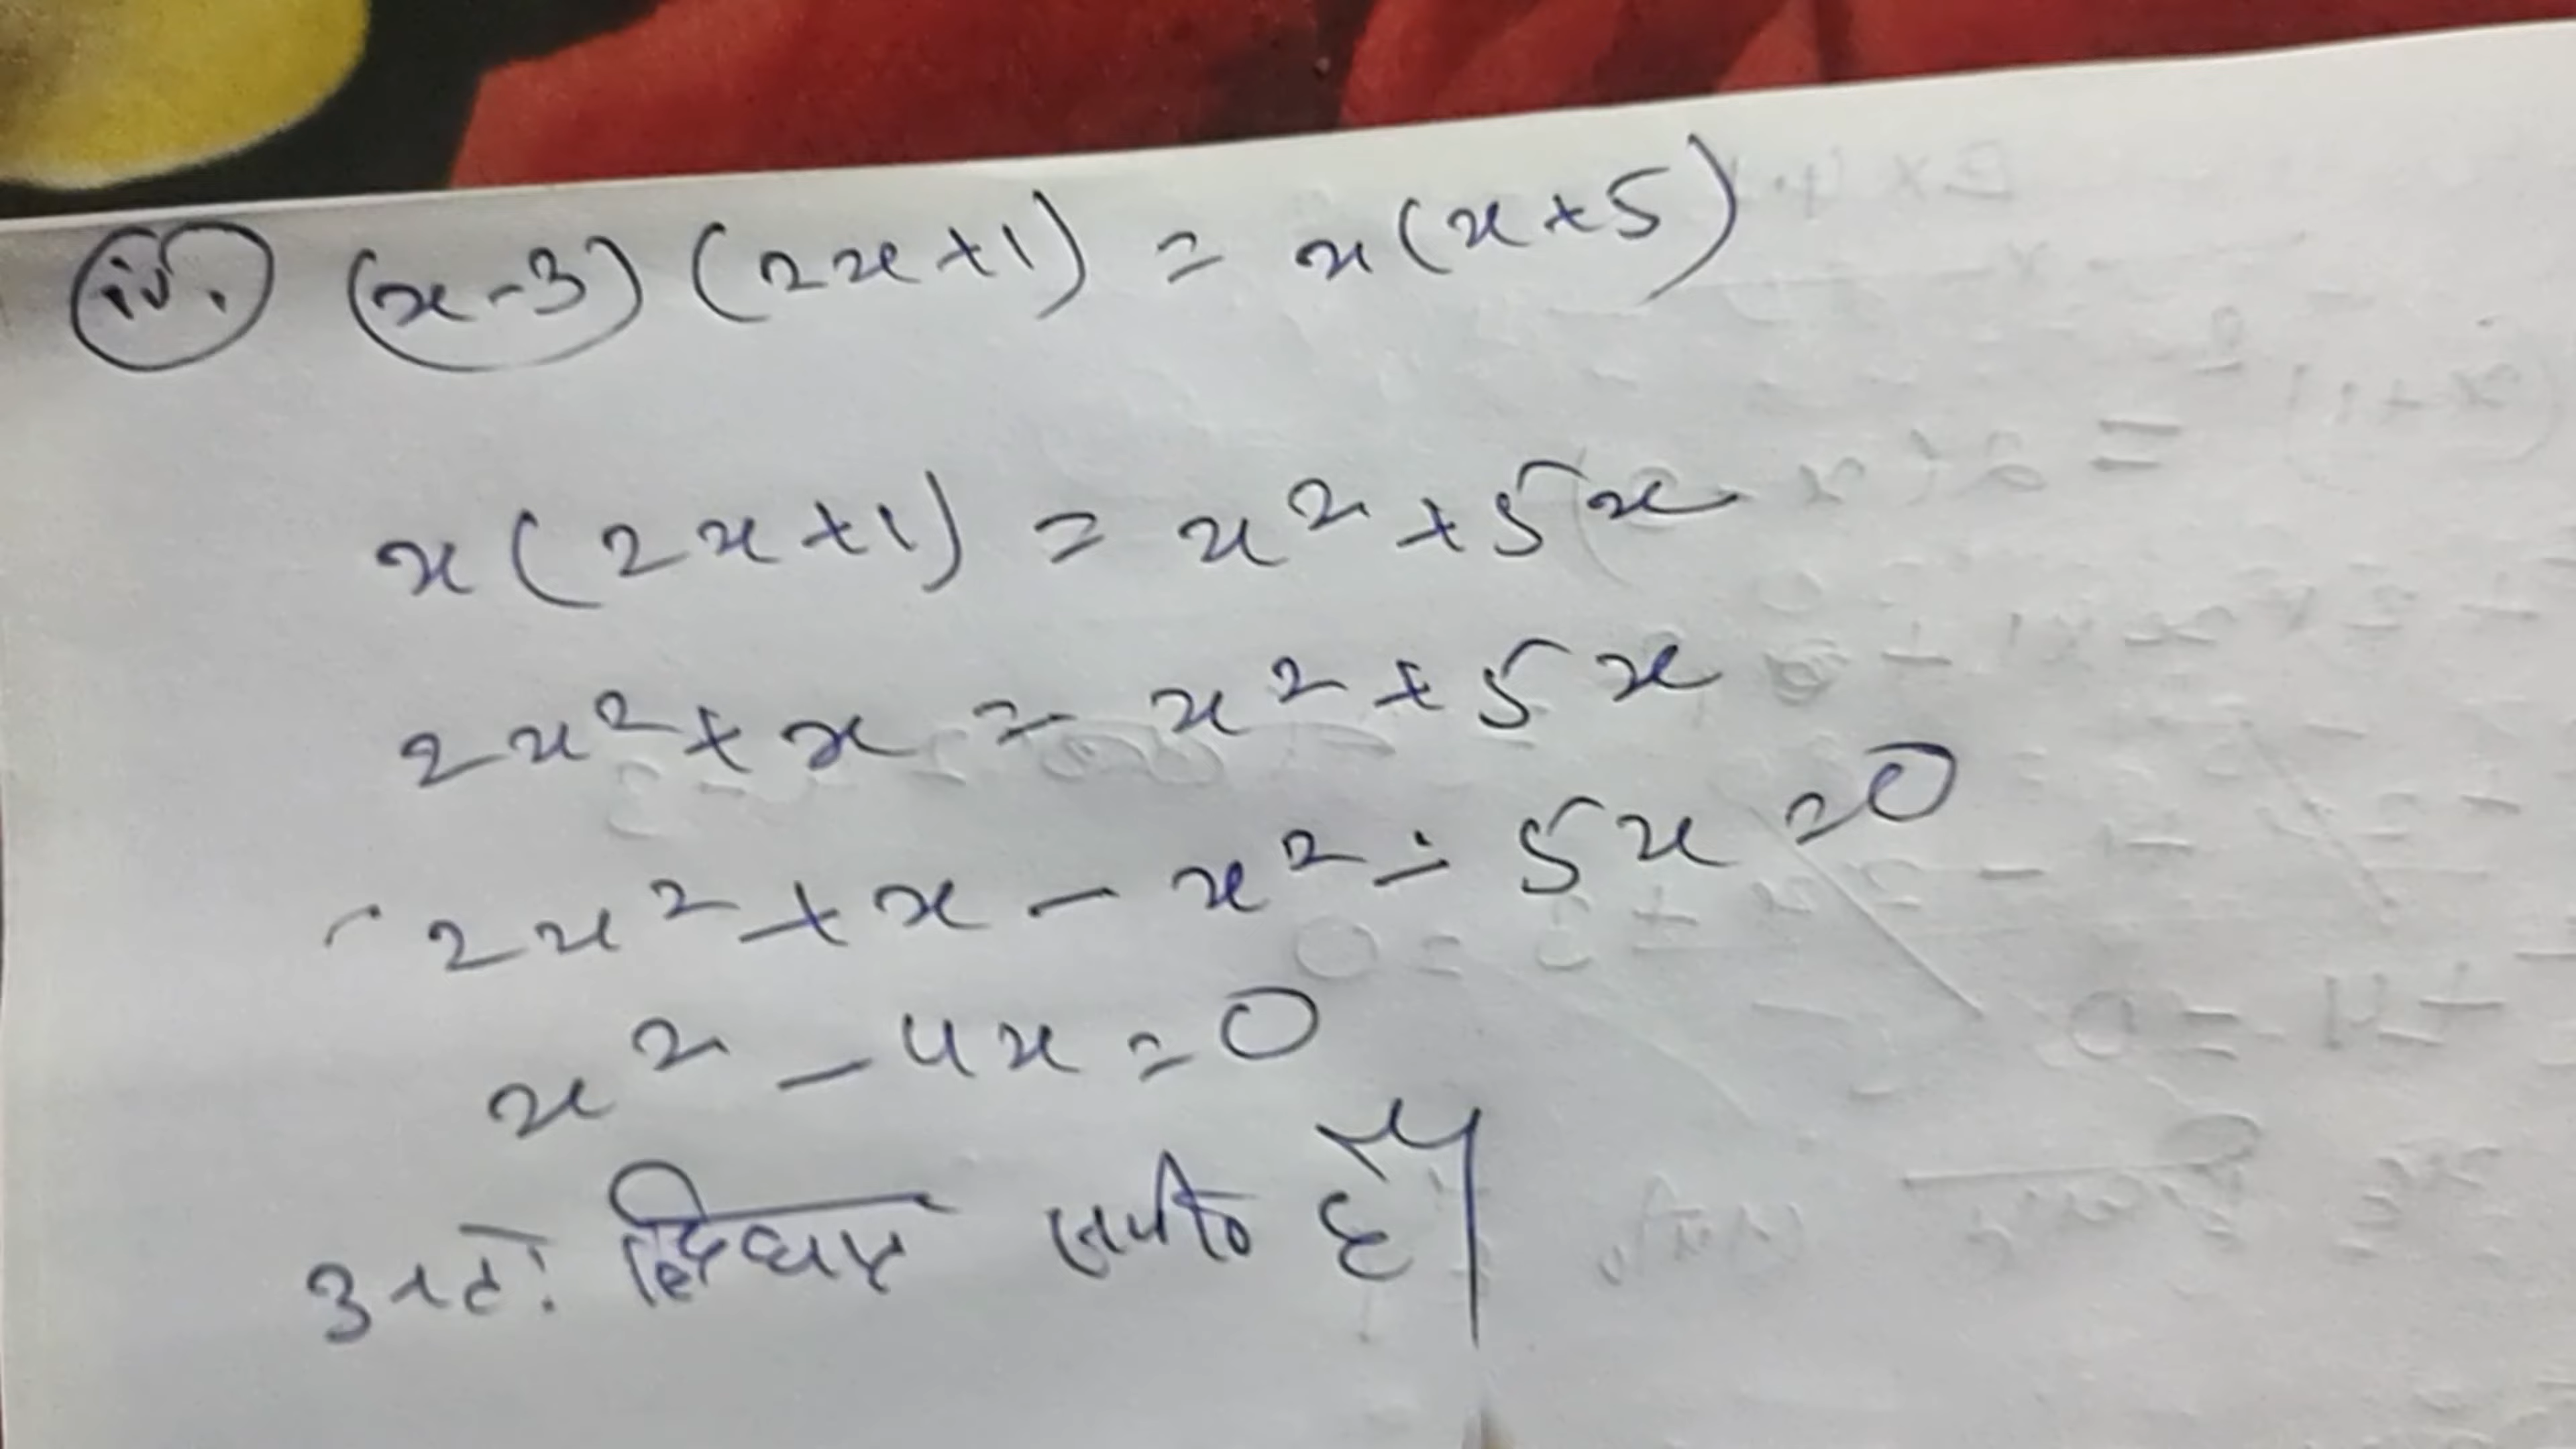 iv. (x-3) (2x+1) = x(x+5)
x(2x+1) = x²+5x
2x²+x = x²+5x
2x²+x - x² - 5x = 0
x² - 4x = 0
अतः द्विघात समी० है